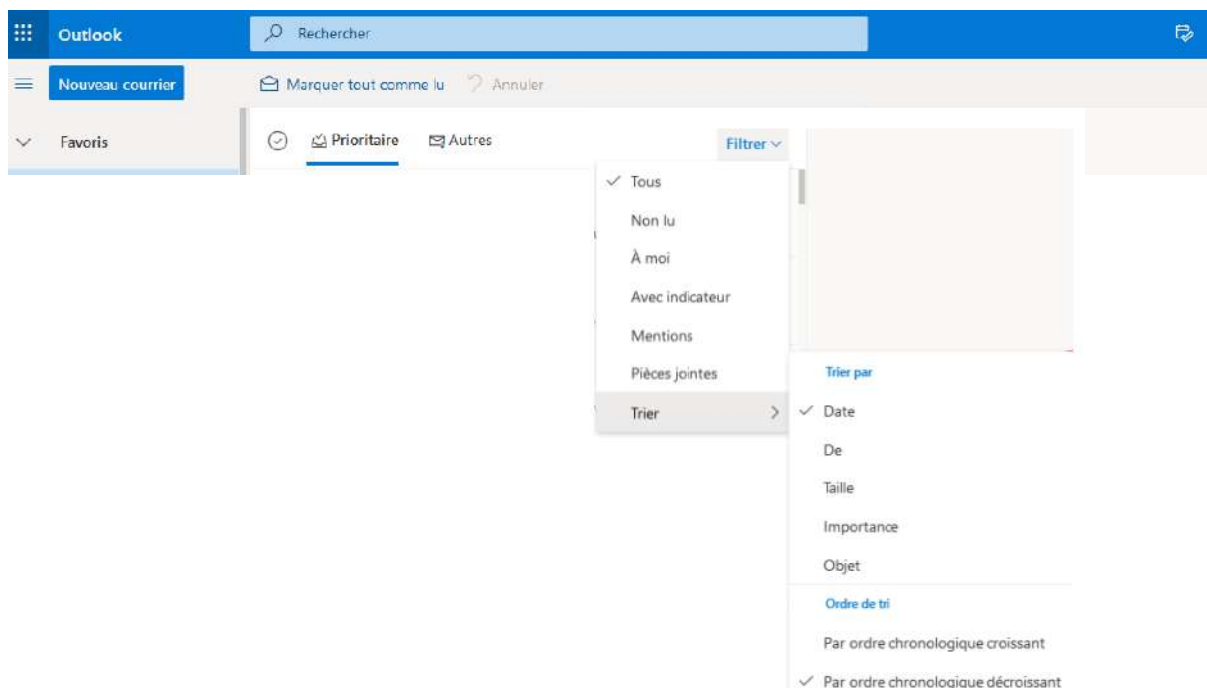 Outlook
Rechercher
Nouveau courrier
Marquer tout comme lu
Annuler
Favoris
Prioritaire
Autres
Filtrer
Tous
Non lu
À moi
Avec indicateur
Mentions
Pièces jointes
Trier
Trier par
Date
De
Taille
Importance
Objet
Ordre de tri
Par ordre chronologique croissant
Par ordre chronologique décroissant